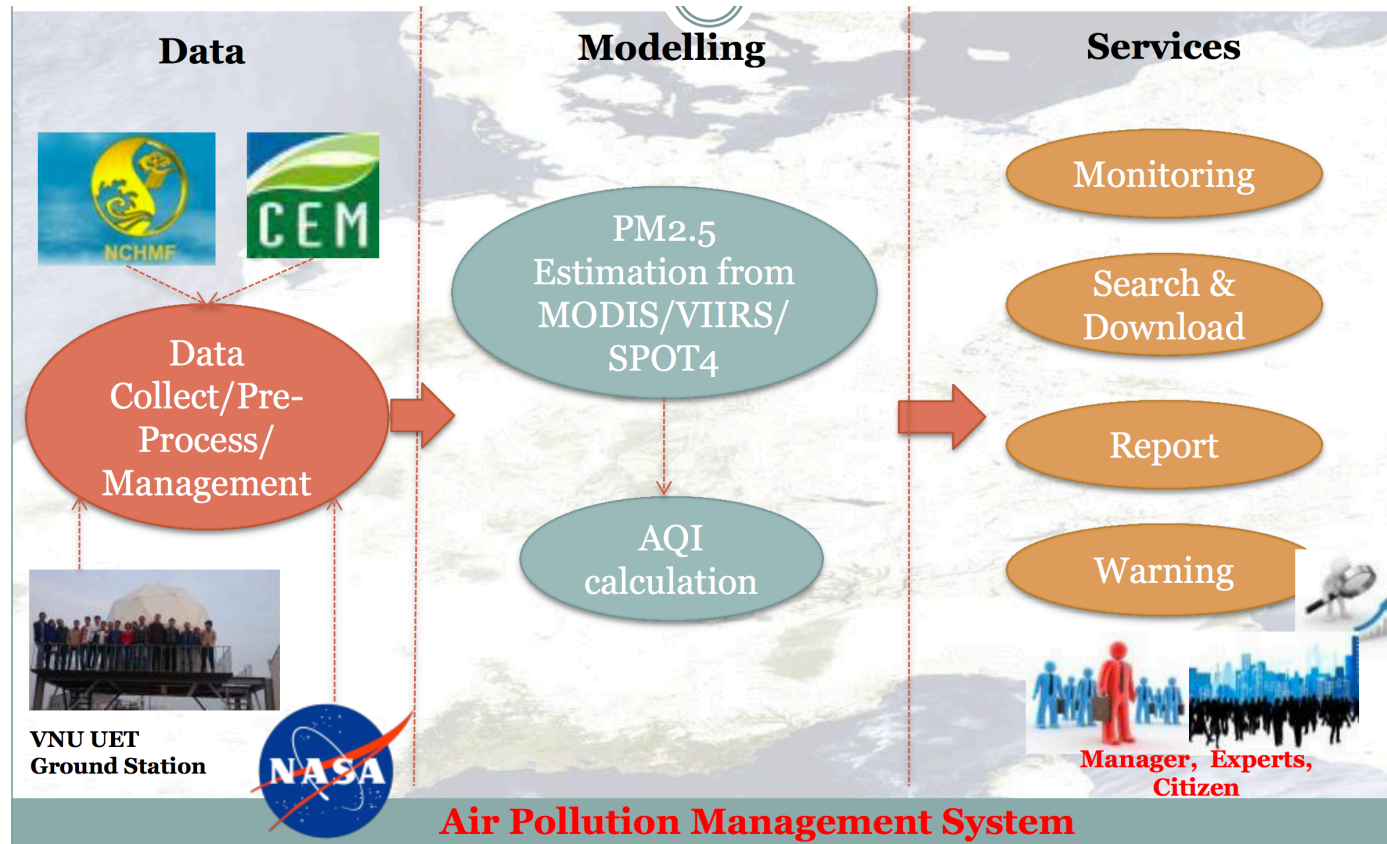 Data
Modelling
Services
NCHMF
CEM
Data
Collect/Pre-
Process/
Management
VNU UET
Ground Station
NASA
PM2.5
Estimation from
MODIS/VIIRS/
SPOT4
AQI
calculation
Monitoring
Search &
Download
Report
Warning
Manager, Experts,
Citizen
Air Pollution Management System